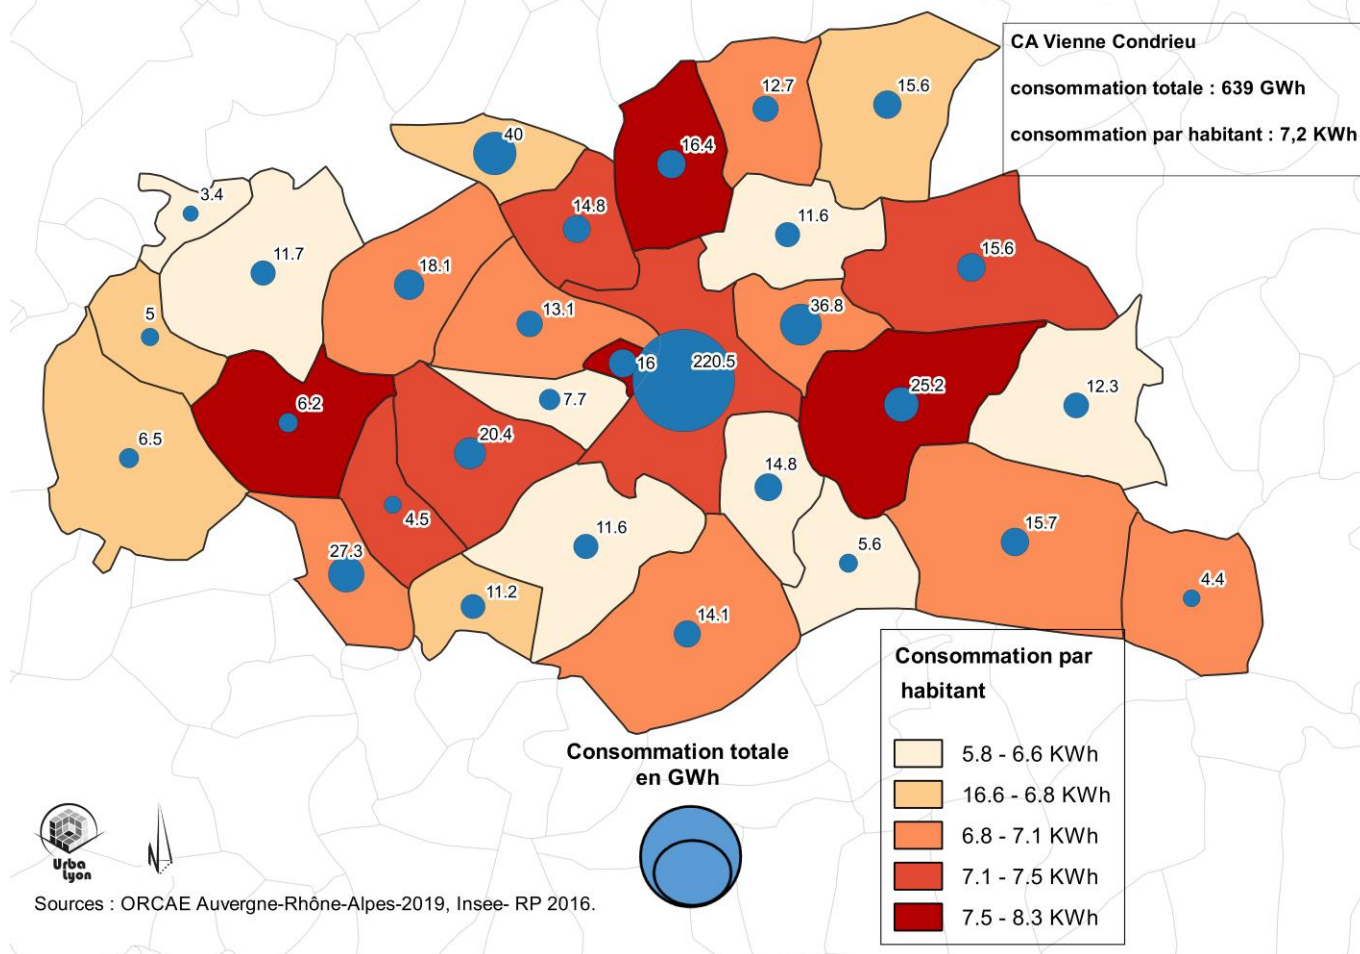 CA Vienne Condrieu
consommation totale : 639 GWh
consommation par habitant : 7,2 KWh
12.7
15.6
40
16.4
3.4
14.8
11.6
11.7
18.1
15.6
13.1
36.8
5
16
220.5
25.2
12.3
7.7
6.2
6.5
20.4
14.8
4.5
11.6
15.7
5.6
27.3
11.2
4.4
14.1
Consommation par
habitant
5.8 - 6.6 KWh
16.6 - 6.8 KWh
6.8 - 7.1 KWh
7.1 - 7.5 KWh
7.5 - 8.3 KWh
Consommation totale
en GWh
Urba
Lyon
N
Sources : ORCAE Auvergne-Rhône-Alpes-2019, Insee- RP 2016.